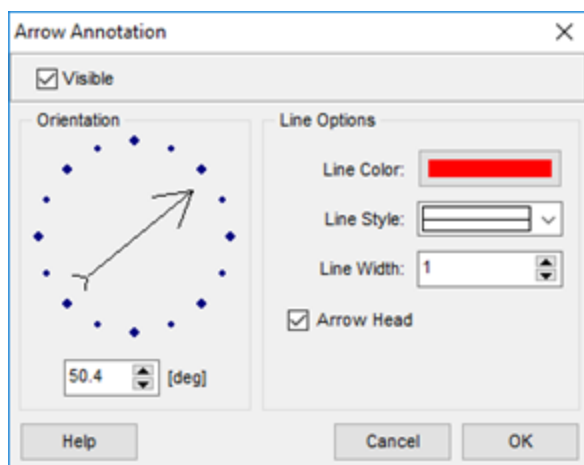 Arrow Annotation
Visible
Orientation
50.4 [deg]
Line Options
Line Color:
Line Style:
Line Width: 1
Arrow Head
Help
Cancel
OK